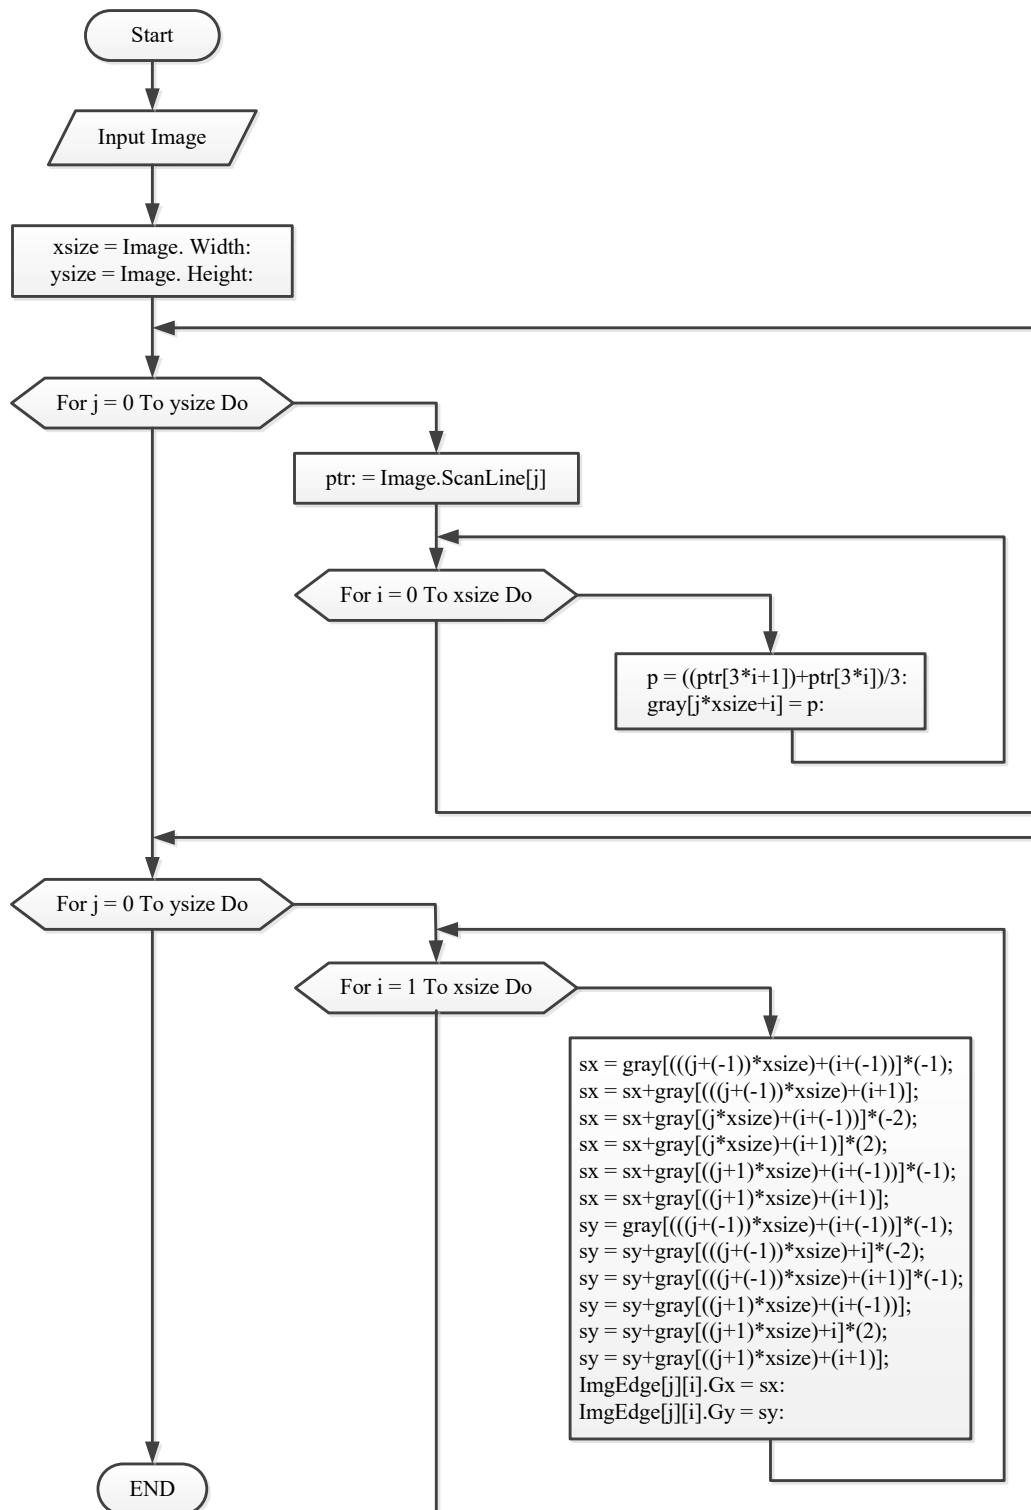 Start
Input Image
xsize = Image. Width:
ysize = Image. Height:
For j = 0 To ysize Do
ptr: = Image.ScanLine[j]
For i = 0 To xsize Do
p = ((ptr[3*i+1])+ptr[3*i])/3:
gray[j*xsize+i] = p:
For j = 0 To ysize Do
For i = 1 To xsize Do
sx = gray[(((j+(-1))*xsize)+(i+(-1))]*(-1);
sx = sx+gray[(((j+(-1))*xsize)+(i+1)];
sx = sx+gray[(j*xsize)+(i+(-1))]*(-2);
sx = sx+gray[(j*xsize)+(i+1)]*(2);
sx = sx+gray[((j+1)*xsize)+(i+(-1))]*(-1);
sx = sx+gray[((j+1)*xsize)+(i+1)];
sy = gray[(((j+(-1))*xsize)+(i+(-1))]*(-1);
sy = sy+gray[(((j+(-1))*xsize)+i]*(-2);
sy = sy+gray[(((j+(-1))*xsize)+(i+1)]*(-1);
sy = sy+gray[((j+1)*xsize)+(i+(-1))];
sy = sy+gray[((j+1)*xsize)+i]*(2);
sy = sy+gray[((j+1)*xsize)+(i+1)];
ImgEdge[j][i].Gx = sx:
ImgEdge[j][i].Gy = sy:
END